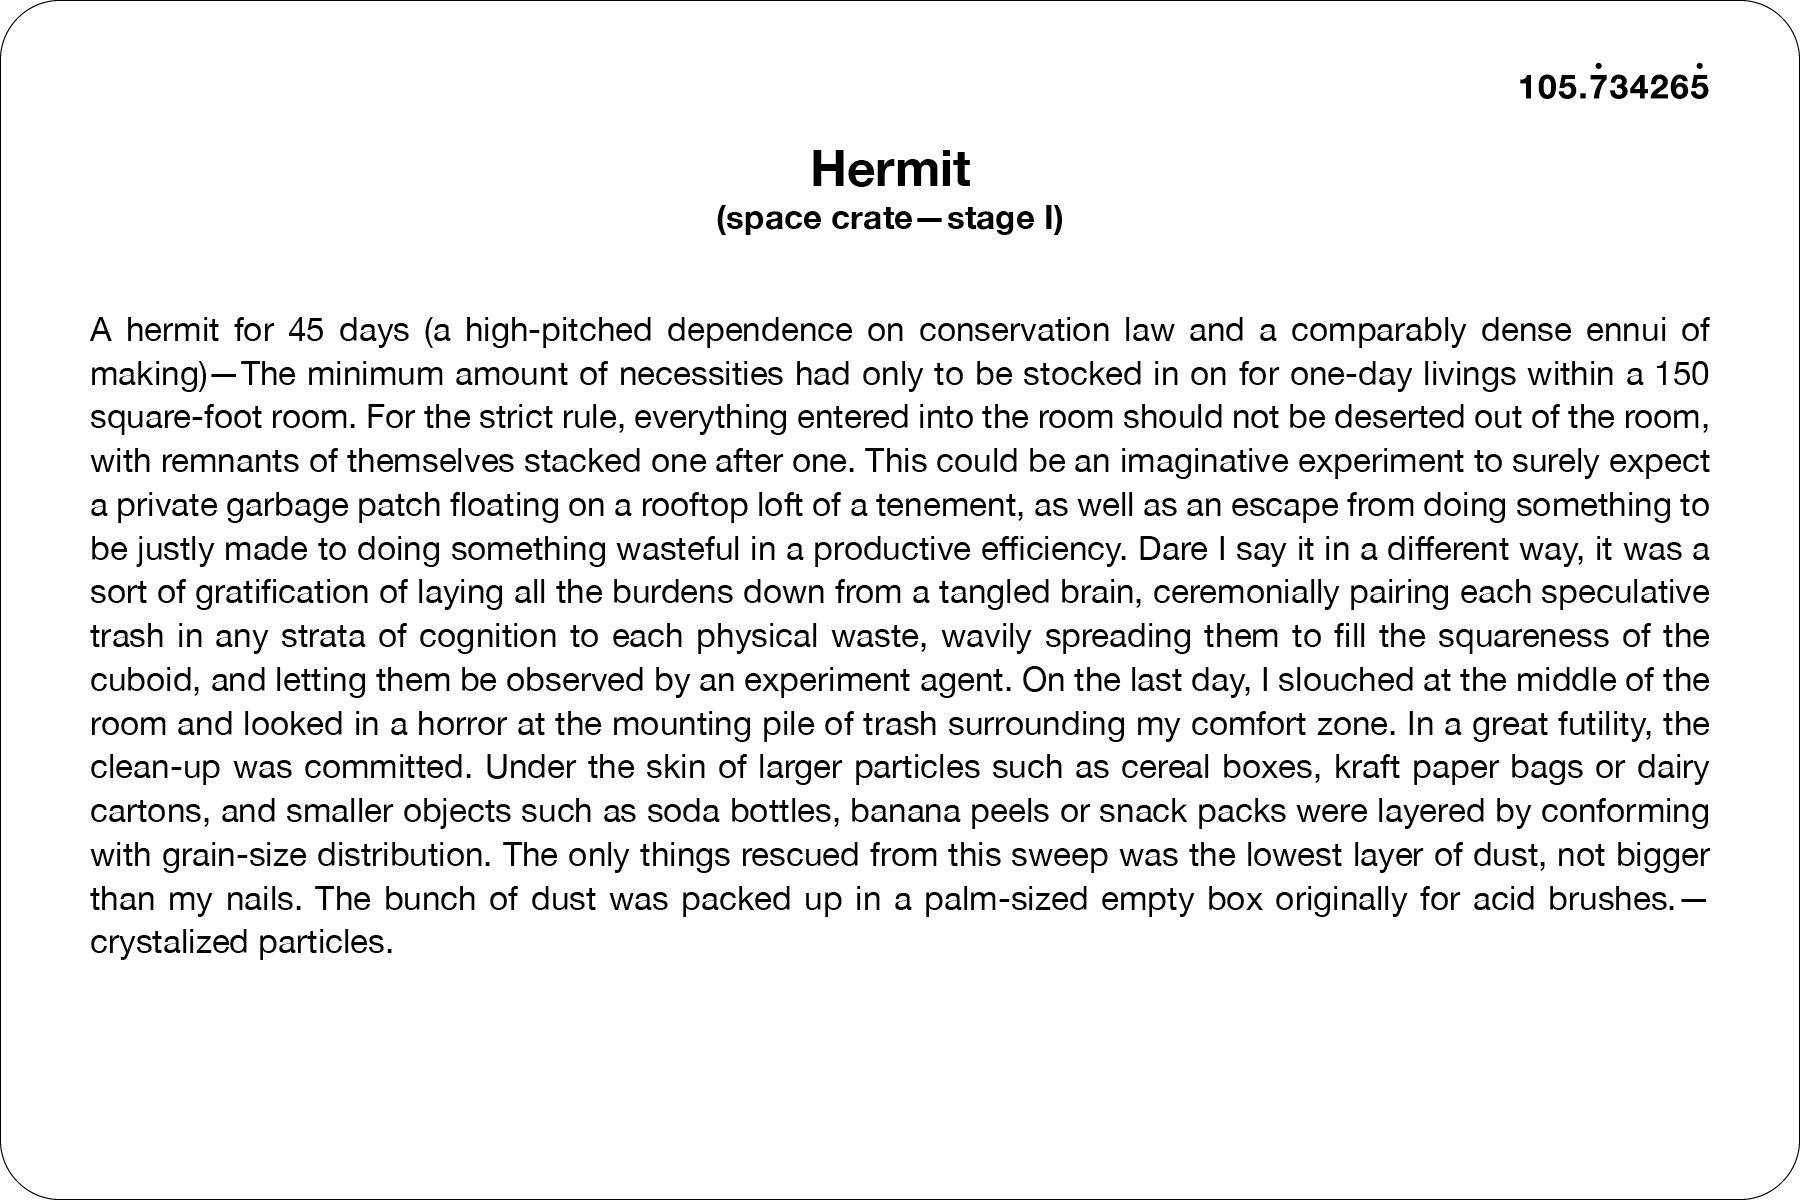 105.7̇34265̇
Hermit
(space crate—stage I)
A hermit for 45 days (a high-pitched dependence on conservation law and a comparably dense ennui of
making)—The minimum amount of necessities had only to be stocked in on for one-day livings within a 150
square-foot room. For the strict rule, everything entered into the room should not be deserted out of the room,
with remnants of themselves stacked one after one. This could be an imaginative experiment to surely expect
a private garbage patch floating on a rooftop loft of a tenement, as well as an escape from doing something to
be justly made to doing something wasteful in a productive efficiency. Dare I say it in a different way, it was a
sort of gratification of laying all the burdens down from a tangled brain, ceremonially pairing each speculative
trash in any strata of cognition to each physical waste, wavily spreading them to fill the squareness of the
cuboid, and letting them be observed by an experiment agent. On the last day, I slouched at the middle of the
room and looked in a horror at the mounting pile of trash surrounding my comfort zone. In a great futility, the
clean-up was committed. Under the skin of larger particles such as cereal boxes, kraft paper bags or dairy
cartons, and smaller objects such as soda bottles, banana peels or snack packs were layered by conforming
with grain-size distribution. The only things rescued from this sweep was the lowest layer of dust, not bigger
than my nails. The bunch of dust was packed up in a palm-sized empty box originally for acid brushes.—
crystalized particles.